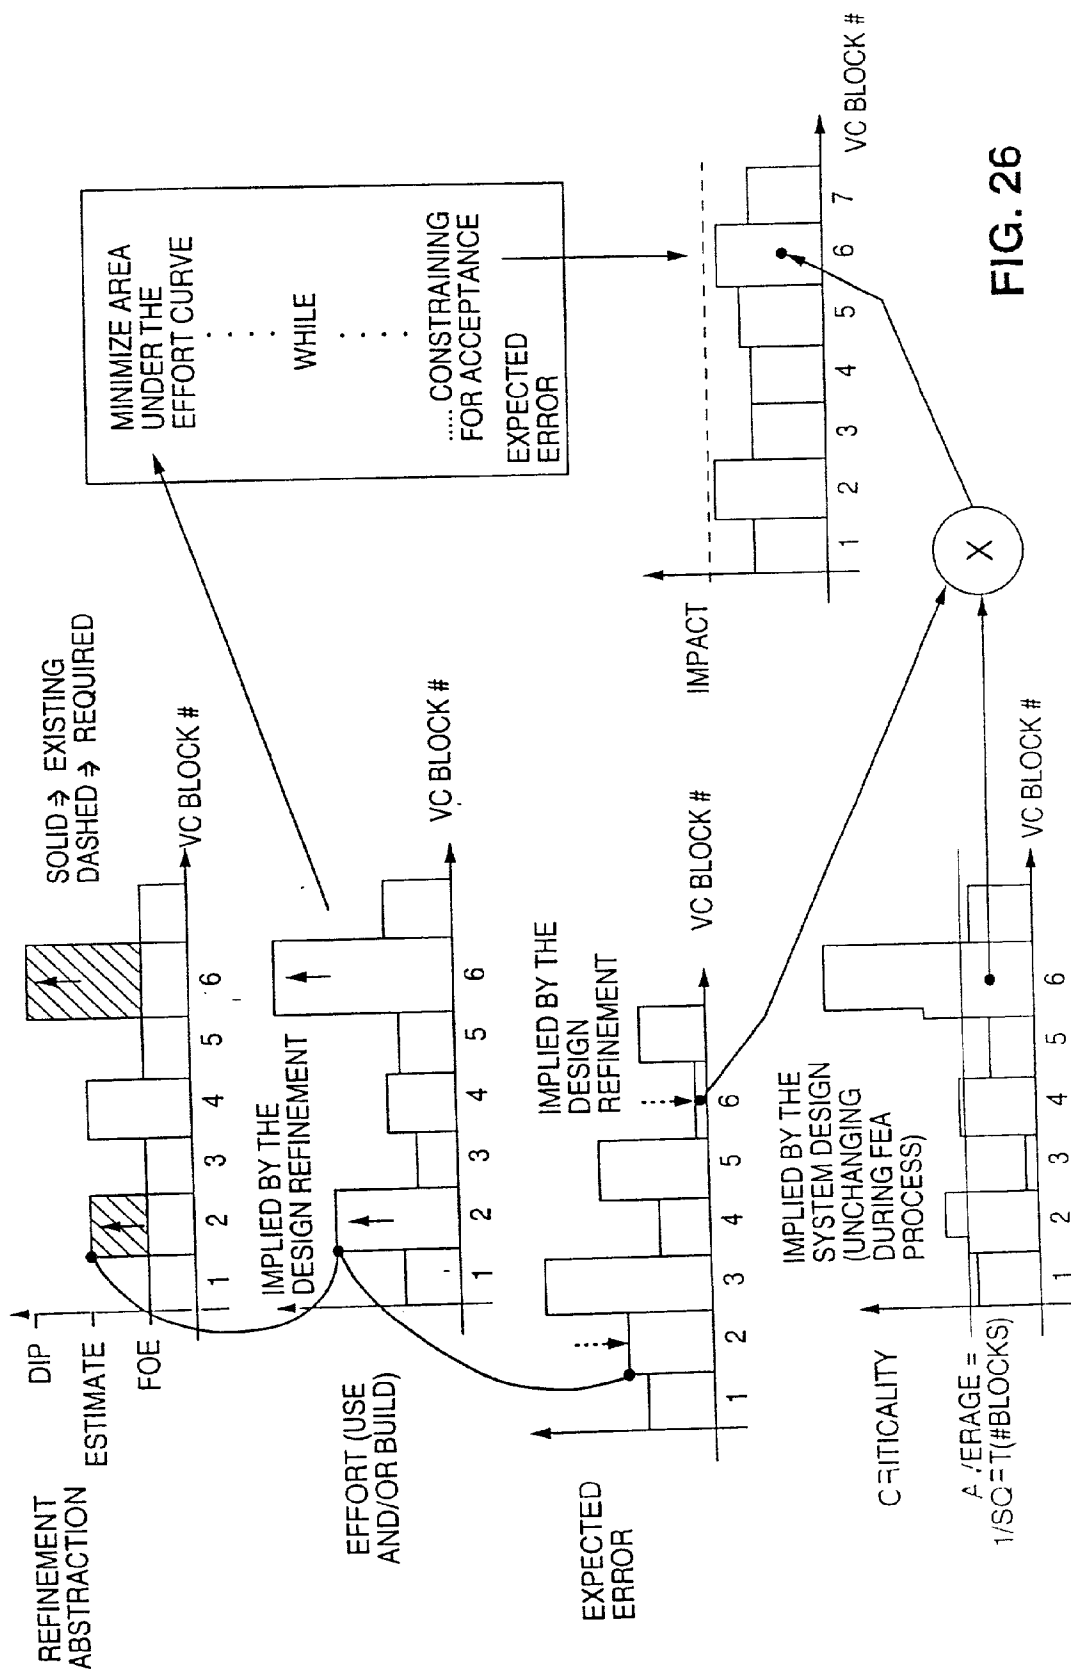 REFINEMENT
ABSTRACTION
DIP
ESTIMATE
FOE
1 2 3 4 5 6
VC BLOCK #
SOLID ⇒ EXISTING
DASHED ⇒ REQUIRED
IMPLIED BY THE
DESIGN REFINEMENT
EFFORT (USE
AND/OR BUILD)
1 2 3 4 5 6
VC BLOCK #
MINIMIZE AREA
UNDER THE
EFFORT CURVE
. . . . .
WHILE
. . . . .
..... CONSTRAINING
FOR ACCEPTANCE
EXPECTED
ERROR
EXPECTED
ERROR
IMPLIED BY THE
DESIGN
REFINEMENT
1 2 3 4 5 6
VC BLOCK #
IMPACT
1 2 3 4 5 6 7
VC BLOCK #
X
IMPLIED BY THE
SYSTEM DESIGN
(UNCHANGING
DURING FEA
PROCESS)
CRITICALITY
AVERAGE =
1/SQRT(#BLOCKS)
1 2 3 4 5 6
VC BLOCK #
FIG. 26